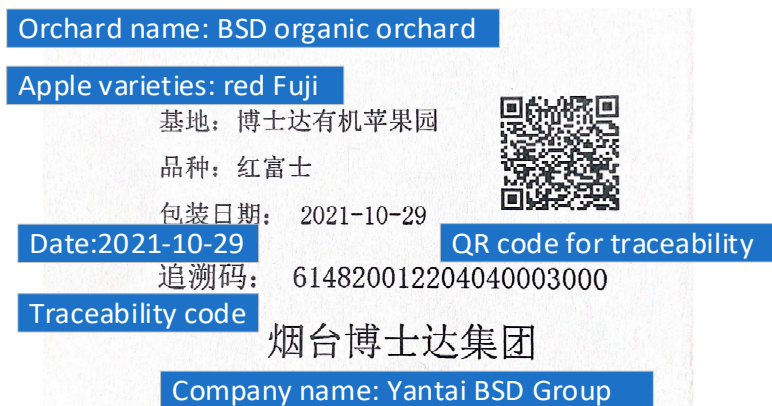 Orchard name: BSD organic orchard
Apple varieties: red Fuji
基地：博士达有机苹果园
品种：红富士
包装日期： 2021-10-29
Date:2021-10-29
QR code for traceability
追溯码： 614820012204040003000
Traceability code
烟台博士达集团
Company name: Yantai BSD Group